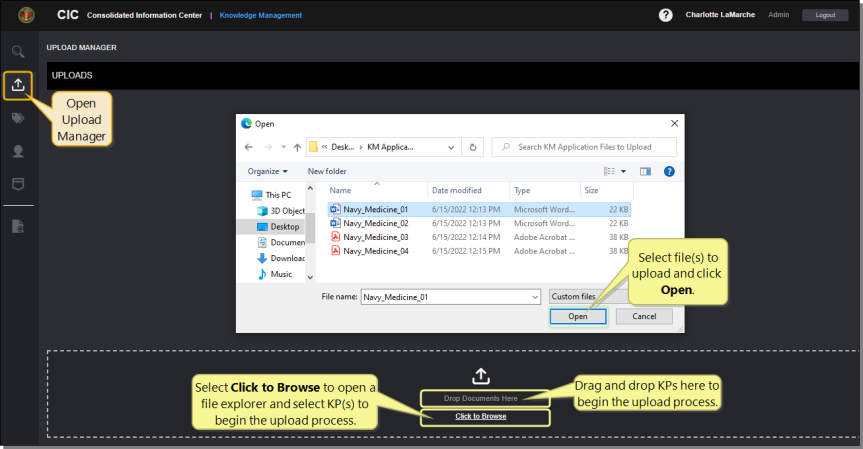 CIC Consolidated Information Center | Knowledge Management ? Charlotte LaMarche Admin Logout
UPLOAD MANAGER
UPLOADS
Open
Upload
Manager
Open
« Desk... › KM Applica... Search KM Application Files to Upload
Organize New folder ?
Name Date modified Type Size
This PC
3D Object
Desktop
Documen
Downloac
Music
Navy_Medicine_01 6/15/2022 12:13 PM Microsoft Word... 22 KB
Navy_Medicine_02 6/15/2022 12:13 PM Microsoft Word... 22 KB
Navy_Medicine_03 6/15/2022 12:14 PM Adobe Acrobat ... 38 KB
Navy_Medicine_04 6/15/2022 12:15 PM Adobe Acrobat ... 38 KB
Select file(s) to
upload and click
Open.
File name: Navy_Medicine_01 Custom files
Open Cancel
Select Click to Browse to open a
file explorer and select KP(s) to
begin the upload process.
Drop Documents Here
Click to Browse
Drag and drop KPs here to
begin the upload process.